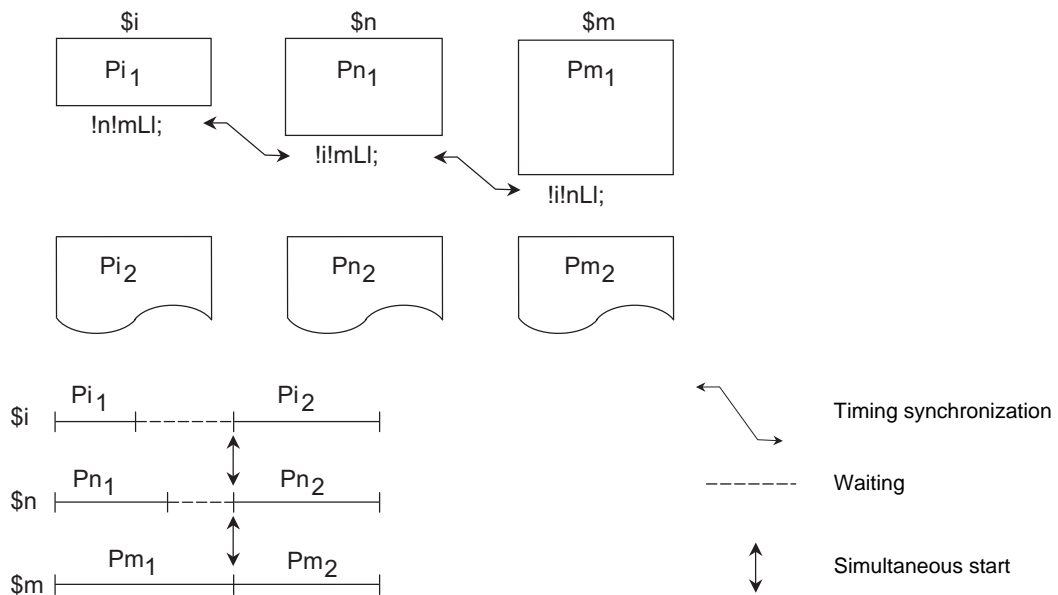 $i $n $m
Pi1 Pn1 Pm1
!n!mLl;
!i!mLl;
!i!nLl;
Pi2 Pn2 Pm2
Pi1 Pi2
$i
Timing synchronization
Pn1 Pn2
$n
Waiting
Pm1 Pm2
Simultaneous start
$m